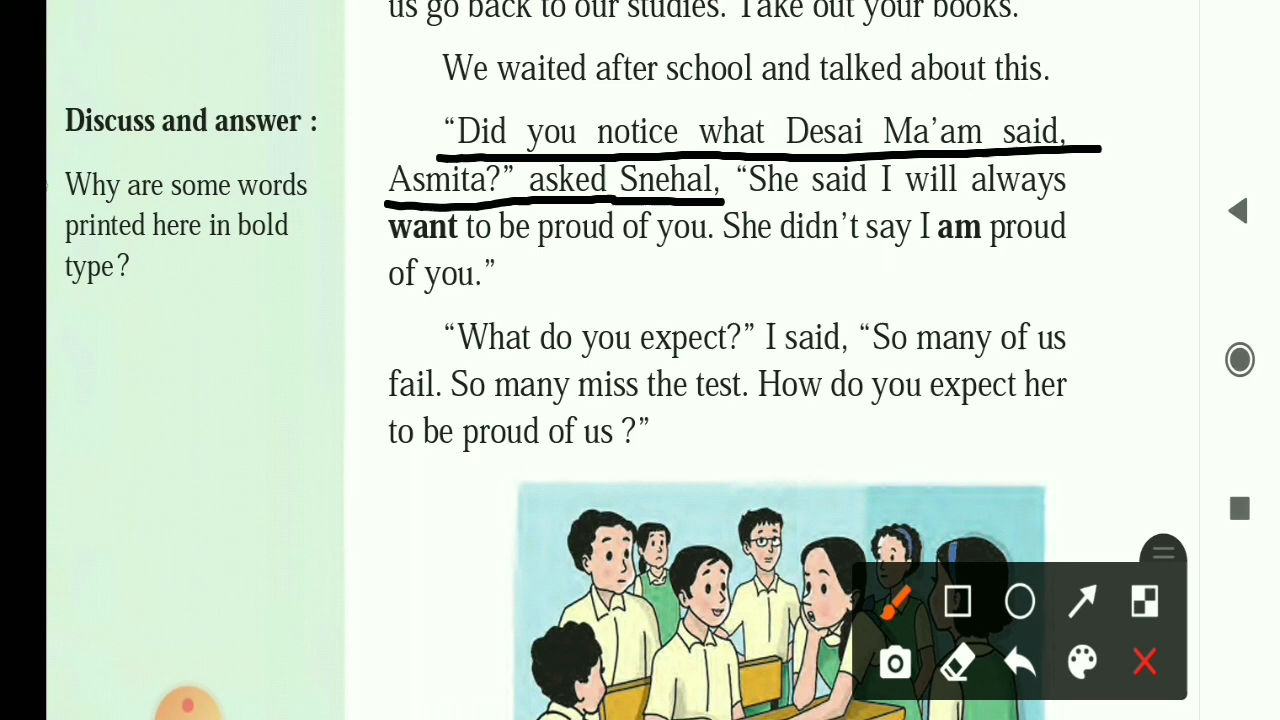 us go back to our studies. Take out your books.
We waited after school and talked about this.
Discuss and answer :
Why are some words
printed here in bold
type?
“Did you notice what Desai Ma’am said,
Asmita?” asked Snehal, “She said I will always
want to be proud of you. She didn’t say I am proud
of you.”
“What do you expect?” I said, “So many of us
fail. So many miss the test. How do you expect her
to be proud of us ?”